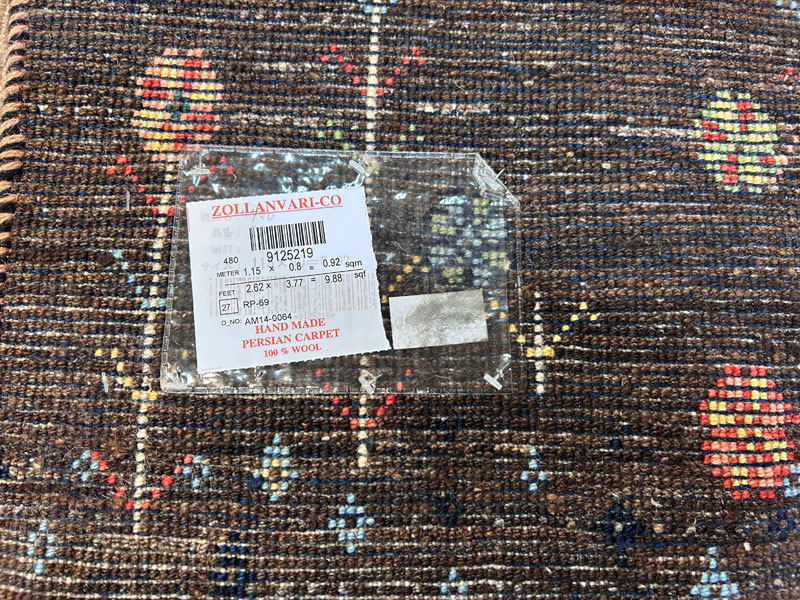 ZOLLANVARI-CO
480
9125219
METER 1.15 x 0.8 = 0.92 sqm
FEET 2.62 x 3.77 = 9.88 sqf
27 RP-69
D_NO: AM14-0064
HAND MADE
PERSIAN CARPET
100 % WOOL